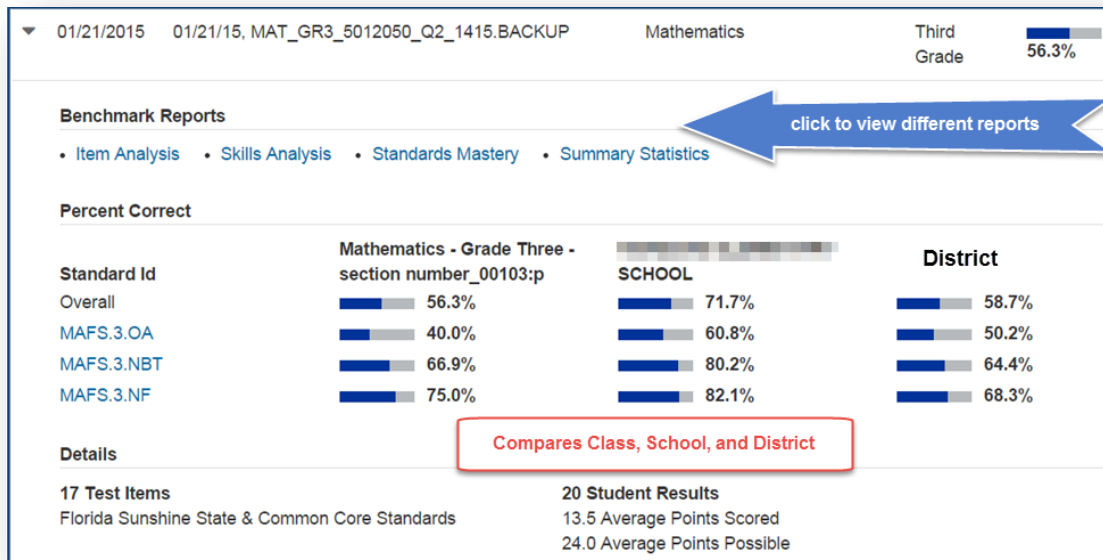 01/21/2015 01/21/15, MAT_GR3_5012050_Q2_1415.BACKUP Mathematics Third Grade 56.3%
Benchmark Reports
click to view different reports
• Item Analysis • Skills Analysis • Standards Mastery • Summary Statistics
Percent Correct
Standard Id Mathematics - Grade Three - section number_00103:p SCHOOL District
Overall 56.3% 71.7% 58.7%
MAFS.3.OA 40.0% 60.8% 50.2%
MAFS.3.NBT 66.9% 80.2% 64.4%
MAFS.3.NF 75.0% 82.1% 68.3%
Compares Class, School, and District
Details
17 Test Items 20 Student Results
Florida Sunshine State & Common Core Standards 13.5 Average Points Scored
24.0 Average Points Possible